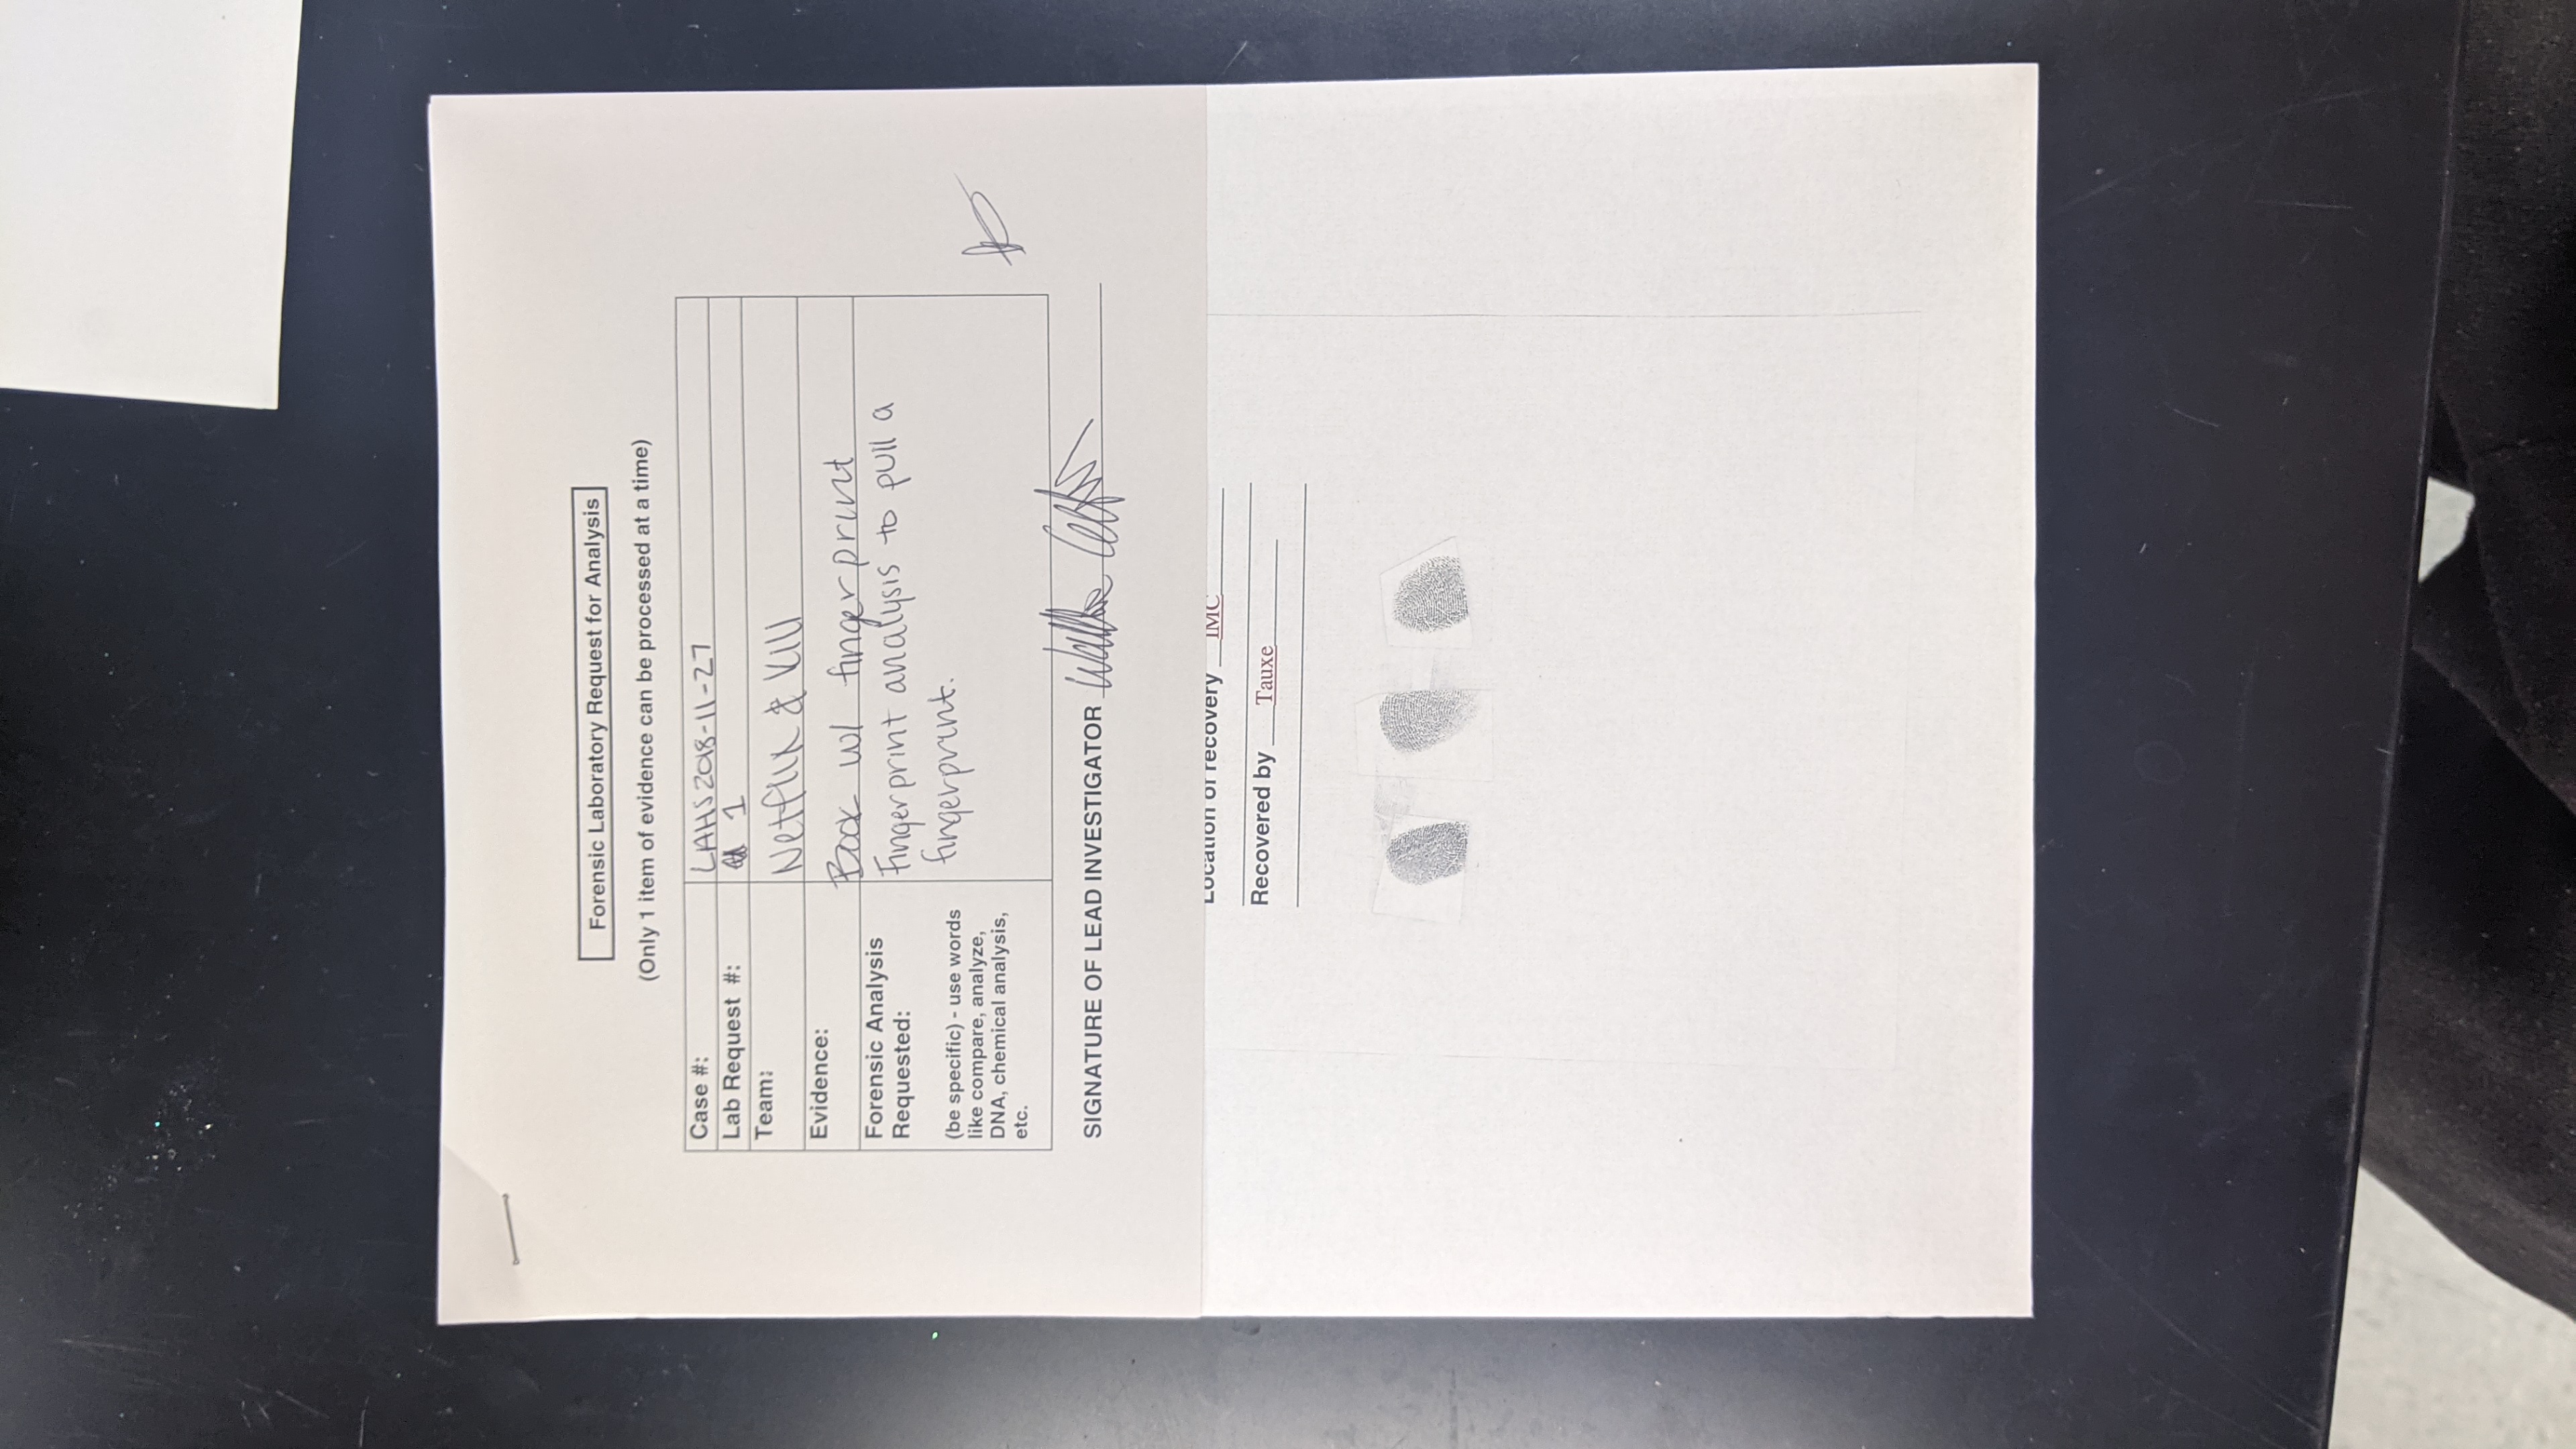 Forensic Laboratory Request for Analysis
(Only 1 item of evidence can be processed at a time)
Case #: LAHS2018-11-27
Lab Request #: 1
Team: Netflix & Kill
Evidence: Book w/ fingerprint
Forensic Analysis Requested: Fingerprint analysis to pull a
fingerprint.
(be specific) - use words
like compare, analyze,
DNA, chemical analysis,
etc.
SIGNATURE OF LEAD INVESTIGATOR
Location of recovery IMC
Recovered by Tauxe